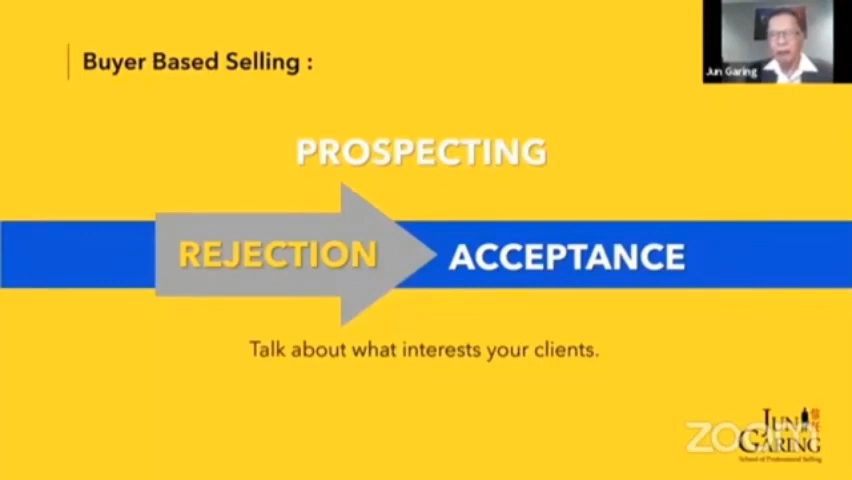 Buyer Based Selling :
Jun Garing
PROSPECTING
REJECTION
ACCEPTANCE
Talk about what interests your clients.
zoom
JUN
GARING
School of Professional Selling